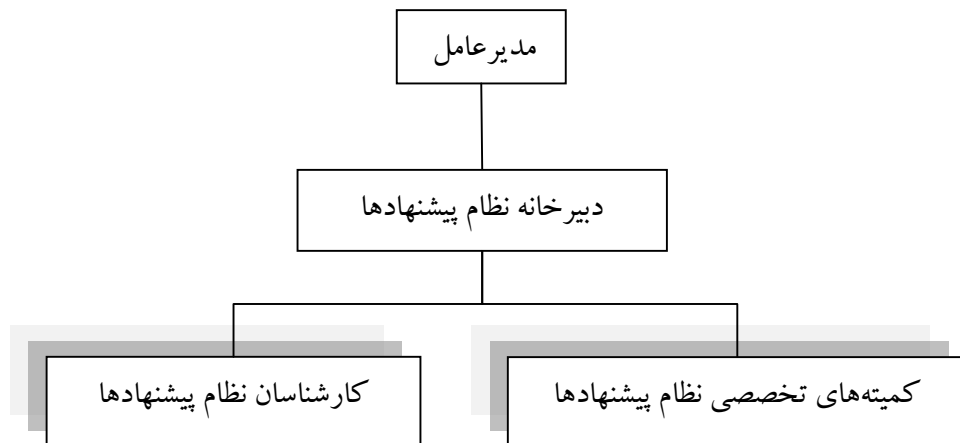 مدیرعامل
دبیرخانه نظام پیشنهادها
کمیته‌های تخصصی نظام پیشنهادها
کارشناسان نظام پیشنهادها